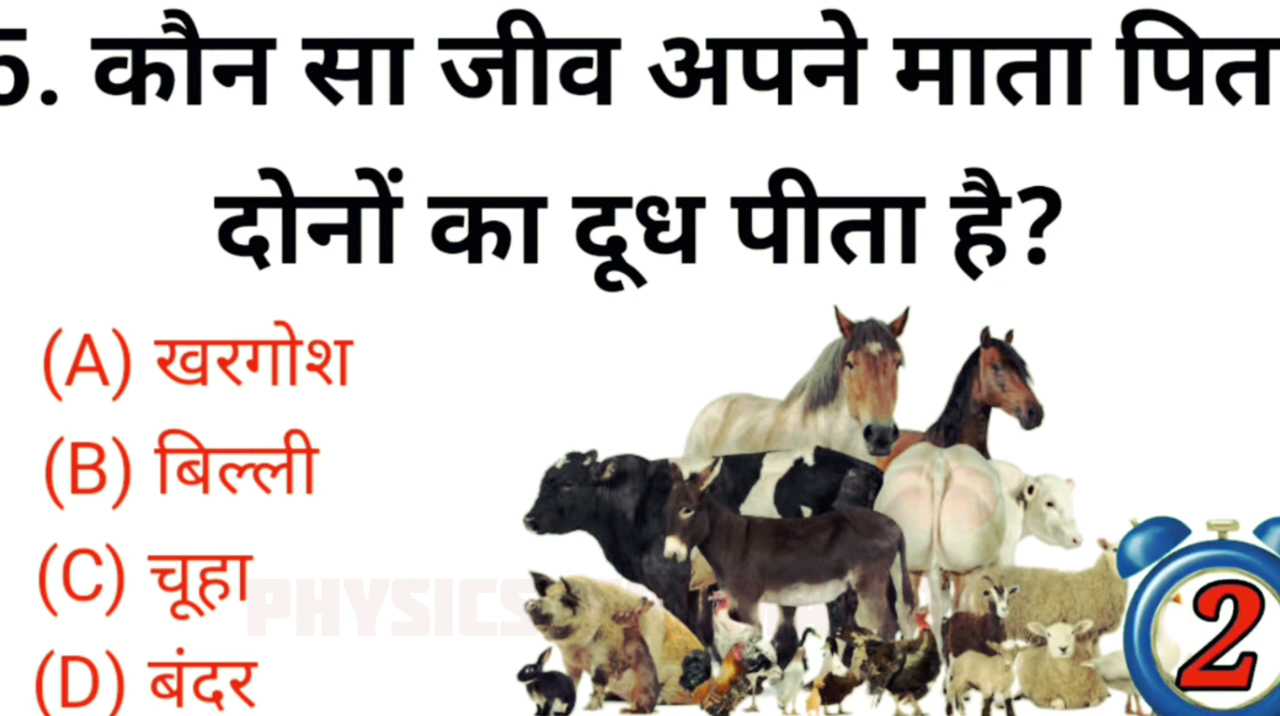 5. कौन सा जीव अपने माता पित
दोनों का दूध पीता है?
(A) खरगोश
(B) बिल्ली
(C) चूहा
(D) बंदर
PHYSICS
2